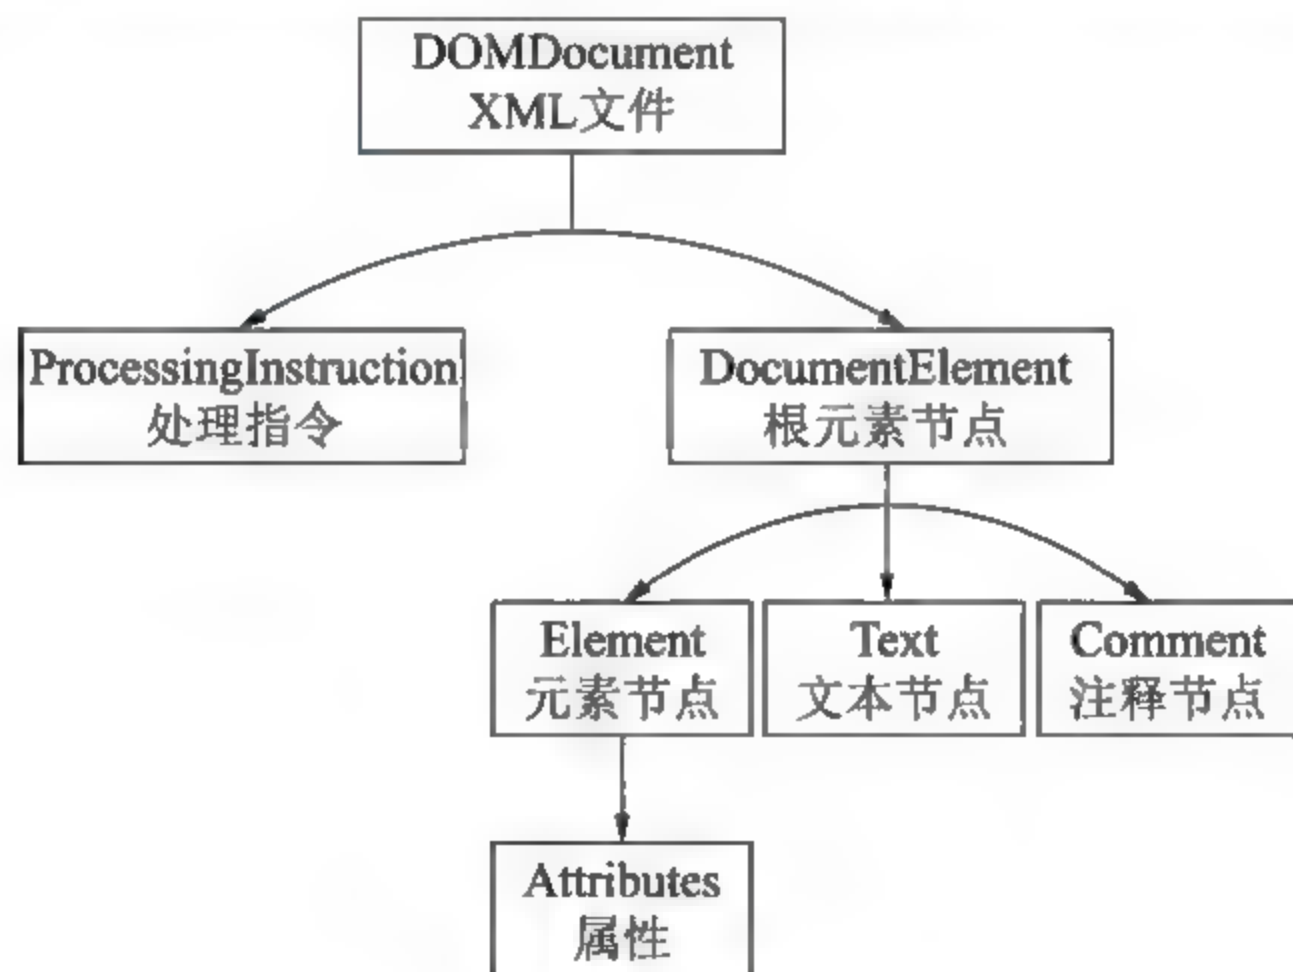 DOMDocument
XML文件
ProcessingInstruction
处理指令
DocumentElement
根元素节点
Element
元素节点
Text
文本节点
Comment
注释节点
Attributes
属性